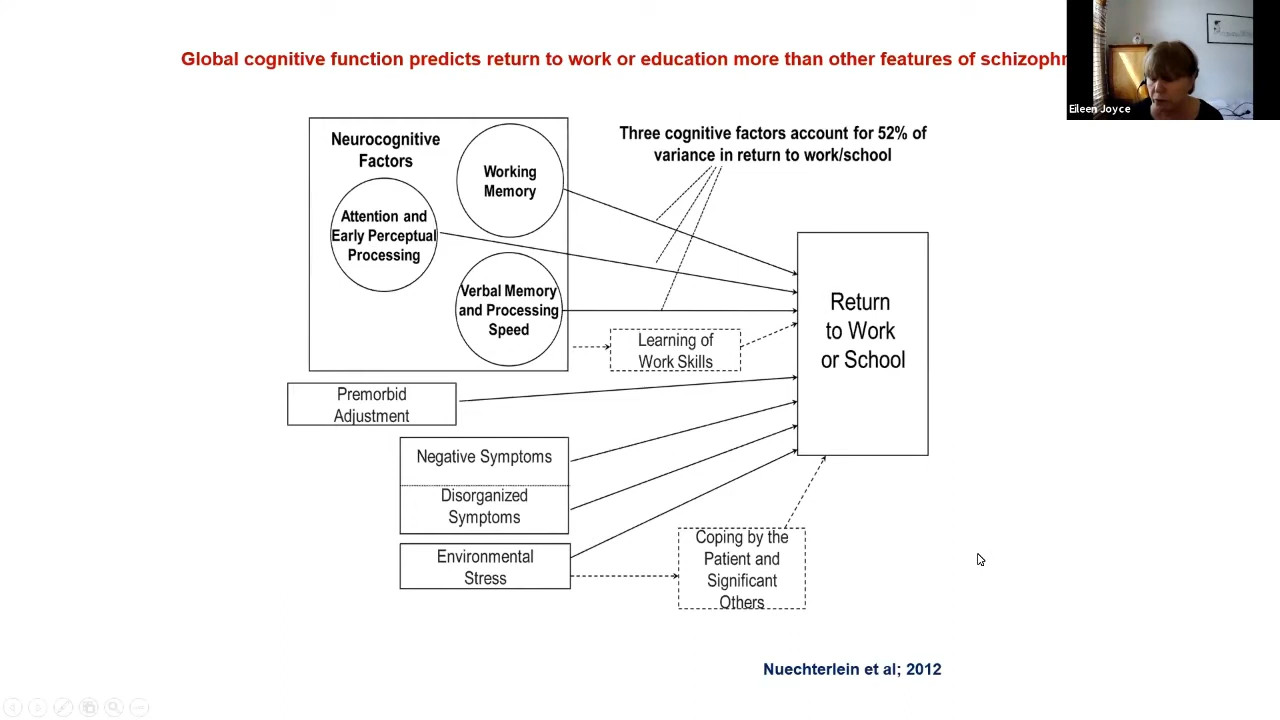 Global cognitive function predicts return to work or education more than other features of
Eileen Joyce
Three cognitive factors account for 52% of
variance in return to work/school
Neurocognitive
Factors
Working
Memory
Attention and
Early Perceptual
Processing
Verbal Memory
and Processing
Speed
Learning of
Work Skills
Return
to Work
or School
Premorbid
Adjustment
Negative Symptoms
Disorganized
Symptoms
Environmental
Stress
Coping by the
Patient and
Significant
Others
Nuechterlein et al; 2012